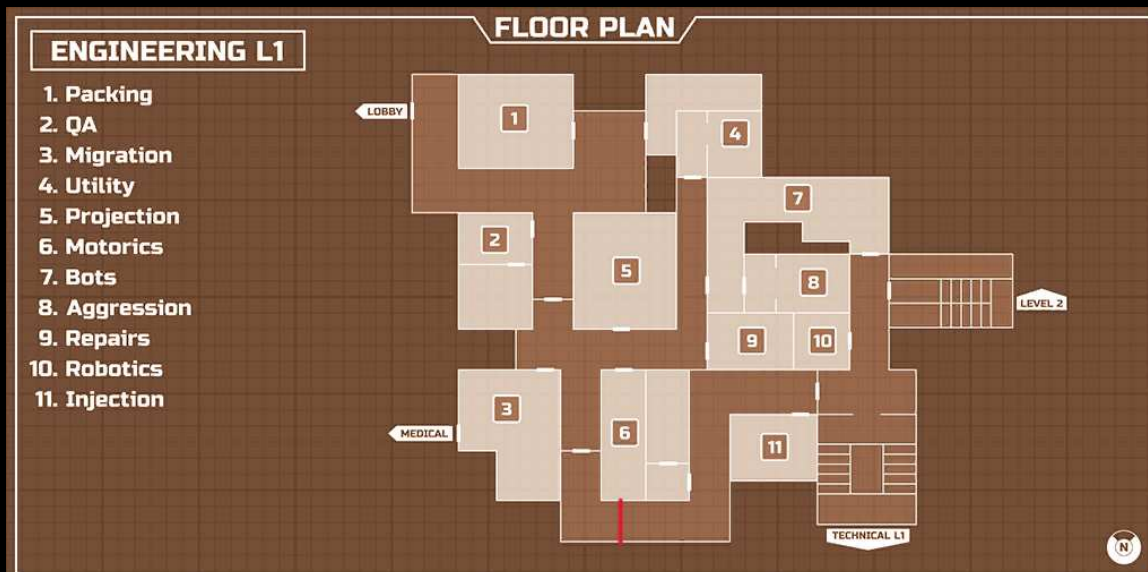 FLOOR PLAN
ENGINEERING L1
1. Packing
2. QA
3. Migration
4. Utility
5. Projection
6. Motorics
7. Bots
8. Aggression
9. Repairs
10. Robotics
11. Injection
LOBBY
1
4
7
2
5
8
LEVEL 2
9
10
3
MEDICAL
6
11
TECHNICAL L1
N